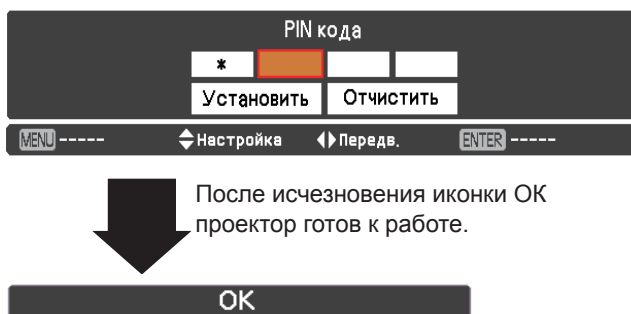 PIN кода
*
Установить Отчистить
MENU ----- Настройка Передв. ENTER -----
После исчезновения иконки ОК
проектор готов к работе.
OK